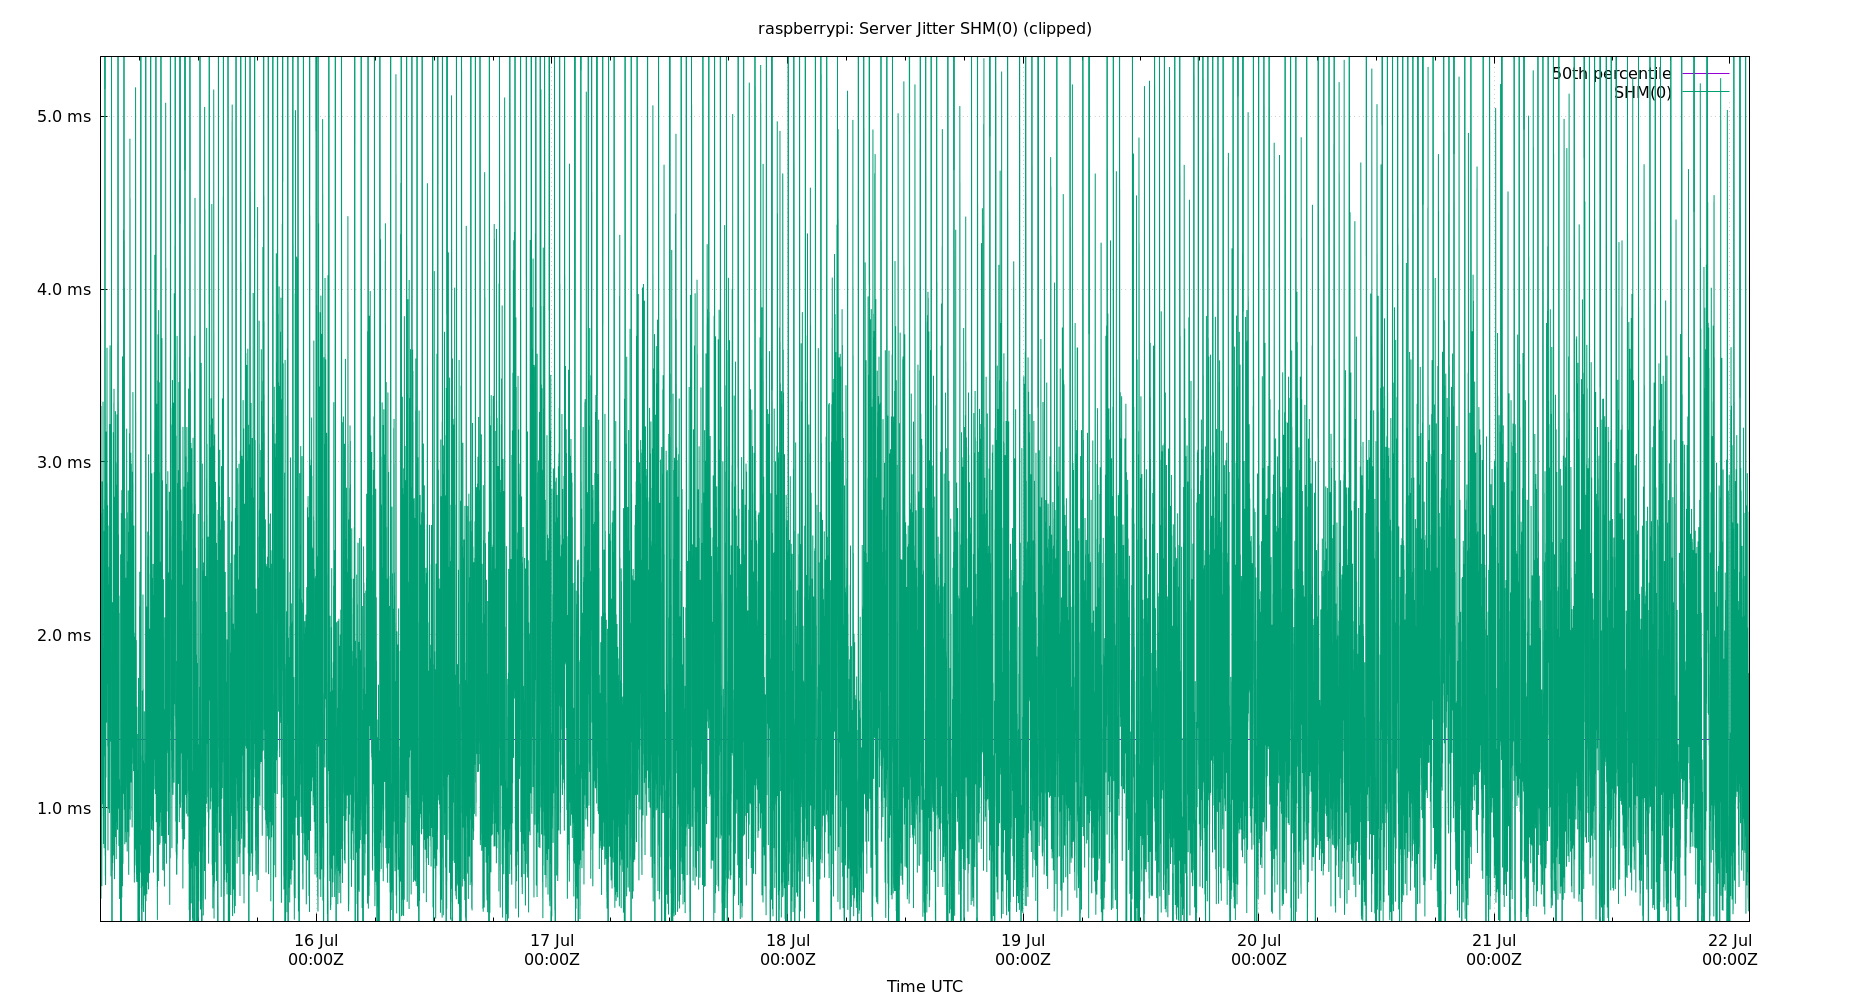 raspberrypi: Server Jitter SHM(0) (clipped)
50th percentile
SHM(0)
5.0 ms
4.0 ms
3.0 ms
2.0 ms
1.0 ms
16 Jul 17 Jul 18 Jul 19 Jul 20 Jul 21 Jul 22 Jul
00:00Z 00:00Z 00:00Z 00:00Z 00:00Z 00:00Z 00:00Z
Time UTC